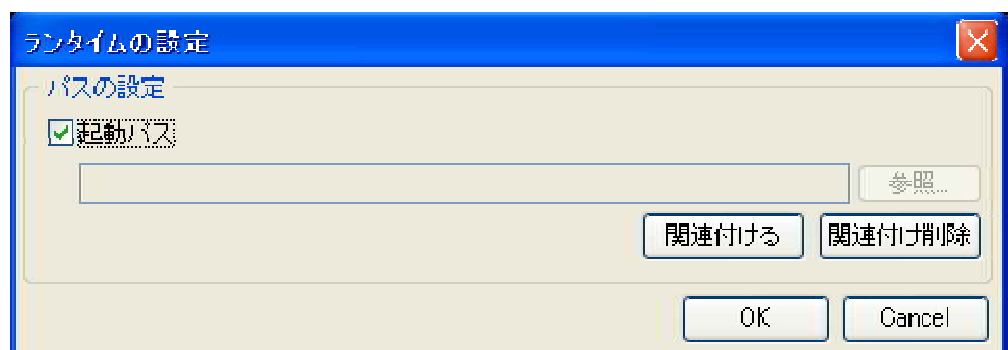 ランタイムの設定
パスの設定
起動パス
参照...
関連付ける 関連付け削除
OK Cancel